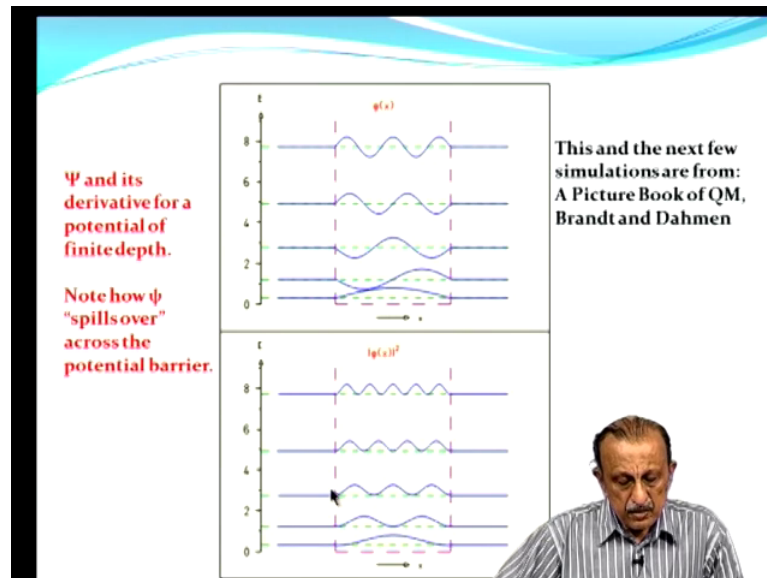 E
φ(x)
8
6
4
2
0
x
Ψ and its
derivative for a
potential of
finite depth.
Note how ψ
"spills over"
across the
potential barrier.
This and the next few
simulations are from:
A Picture Book of QM,
Brandt and Dahmen
E
|φ(x)|²
8
6
4
2
0
x